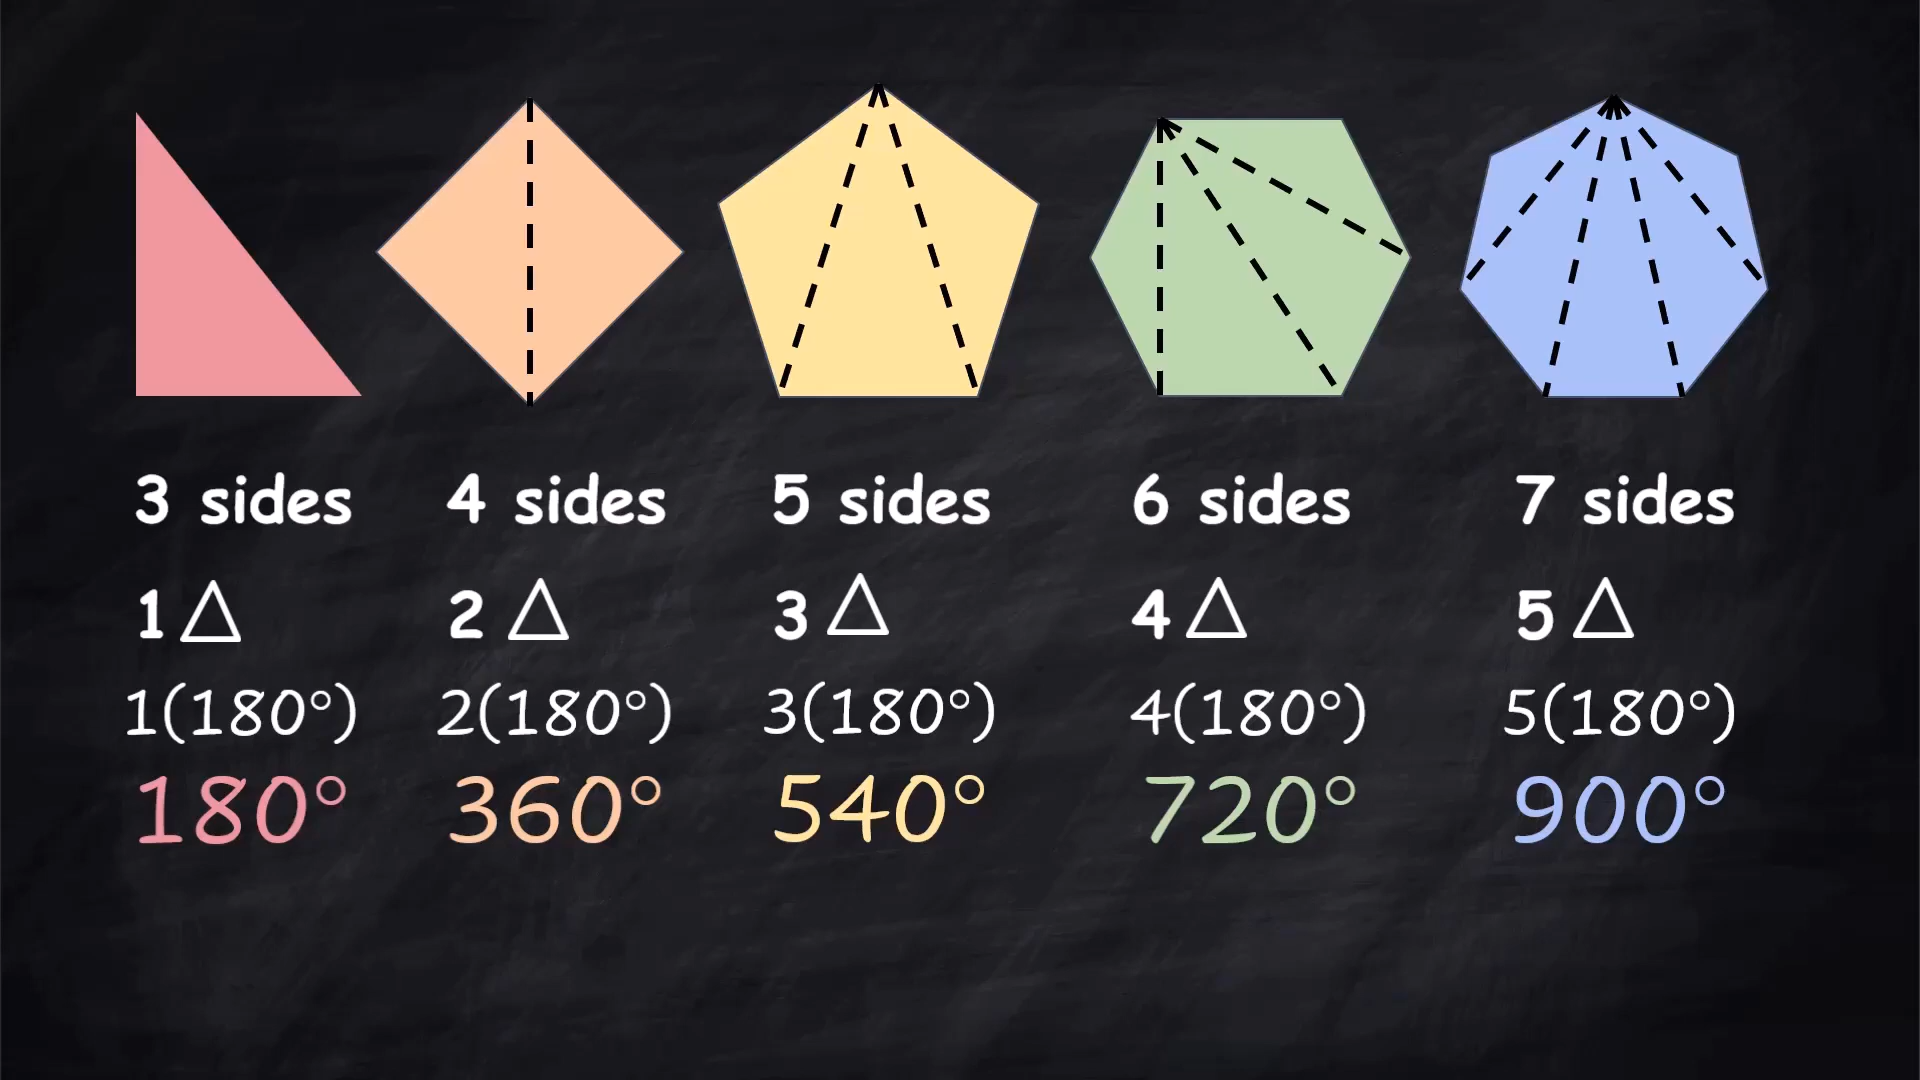 3 sides 4 sides 5 sides 6 sides 7 sides
1 △ 2 △ 3 △ 4 △ 5 △
1(180°) 2(180°) 3(180°) 4(180°) 5(180°)
180° 360° 540° 720° 900°